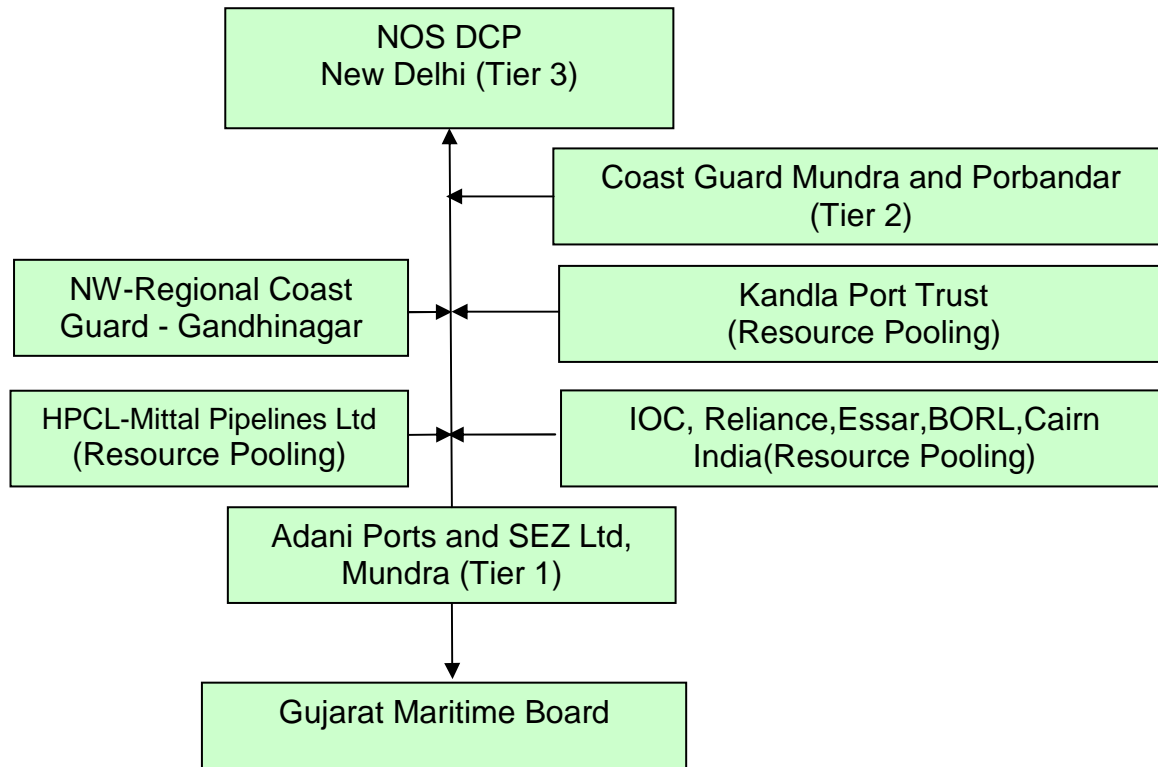 NOS DCP
New Delhi (Tier 3)
Coast Guard Mundra and Porbandar
(Tier 2)
NW-Regional Coast
Guard - Gandhinagar
Kandla Port Trust
(Resource Pooling)
HPCL-Mittal Pipelines Ltd
(Resource Pooling)
IOC, Reliance,Essar,BORL,Cairn
India(Resource Pooling)
Adani Ports and SEZ Ltd,
Mundra (Tier 1)
Gujarat Maritime Board